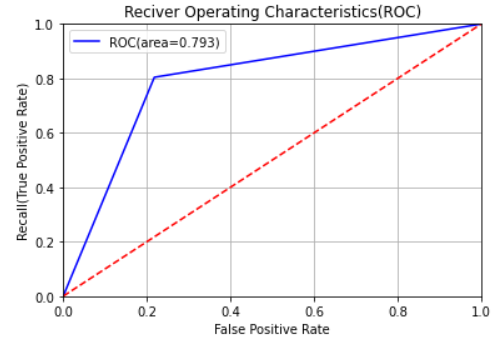 Reciver Operating Characteristics(ROC)
ROC(area=0.793)
Recall(True Positive Rate)
1.0
0.8
0.6
0.4
0.2
0.0
0.0 0.2 0.4 0.6 0.8 1.0
False Positive Rate